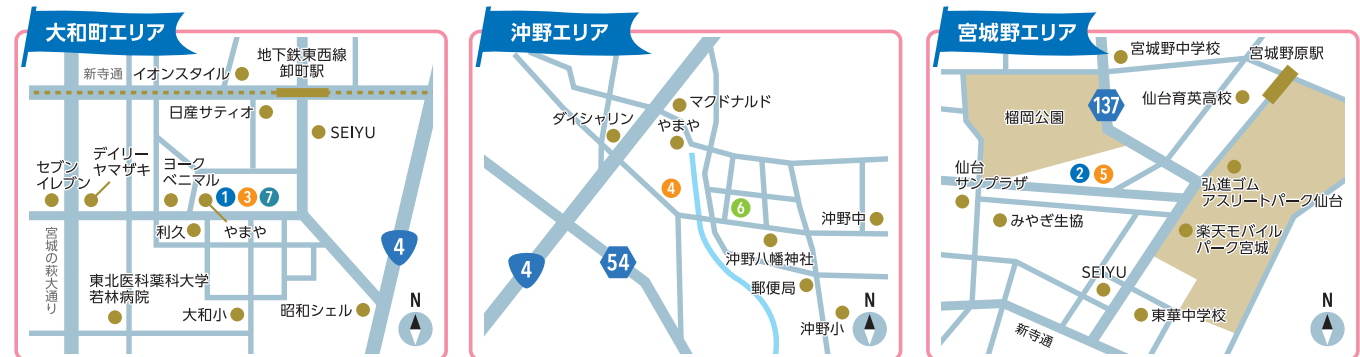 大和町エリア
地下鉄東西線
卸町駅
新寺通
イオンスタイル
日産サティオ
SEIYU
セブン
イレブン
デイリー
ヤマザキ
ヨーク
ベニマル
1
3
7
利久
やまや
宮城の萩大通り
4
東北医科薬科大学
若林病院
大和小
昭和シェル
N
沖野エリア
マクドナルド
ダイシャリン
やまや
4
6
沖野中
沖野八幡神社
4
54
郵便局
沖野小
N
宮城野エリア
宮城野中学校
宮城野原駅
137
仙台育英高校
榴岡公園
仙台
サンプラザ
2
5
弘進ゴム
アスリートパーク仙台
みやぎ生協
楽天モバイル
パーク宮城
SEIYU
東華中学校
新寺通
N